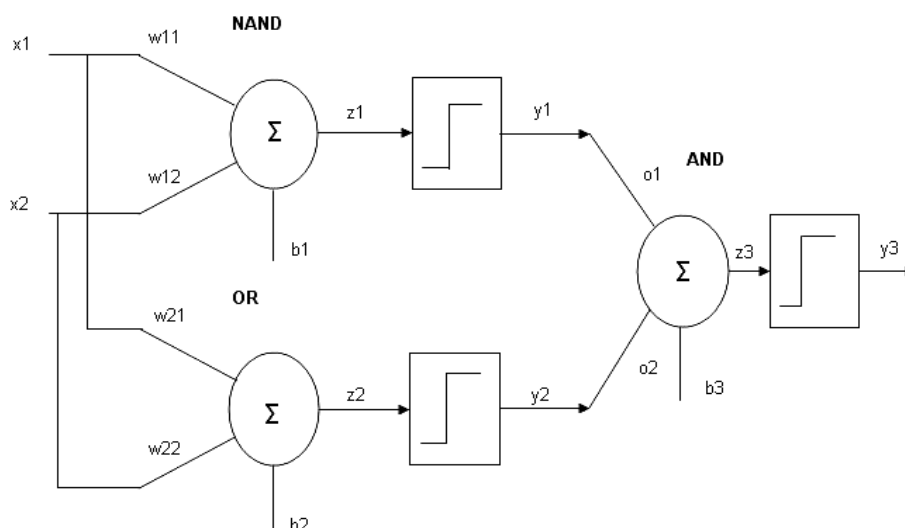 NAND
x1
w11
Σ
z1
y1
w12
x2
b1
o1
AND
Σ
z3
y3
OR
w21
o2
b3
Σ
z2
y2
w22
b2